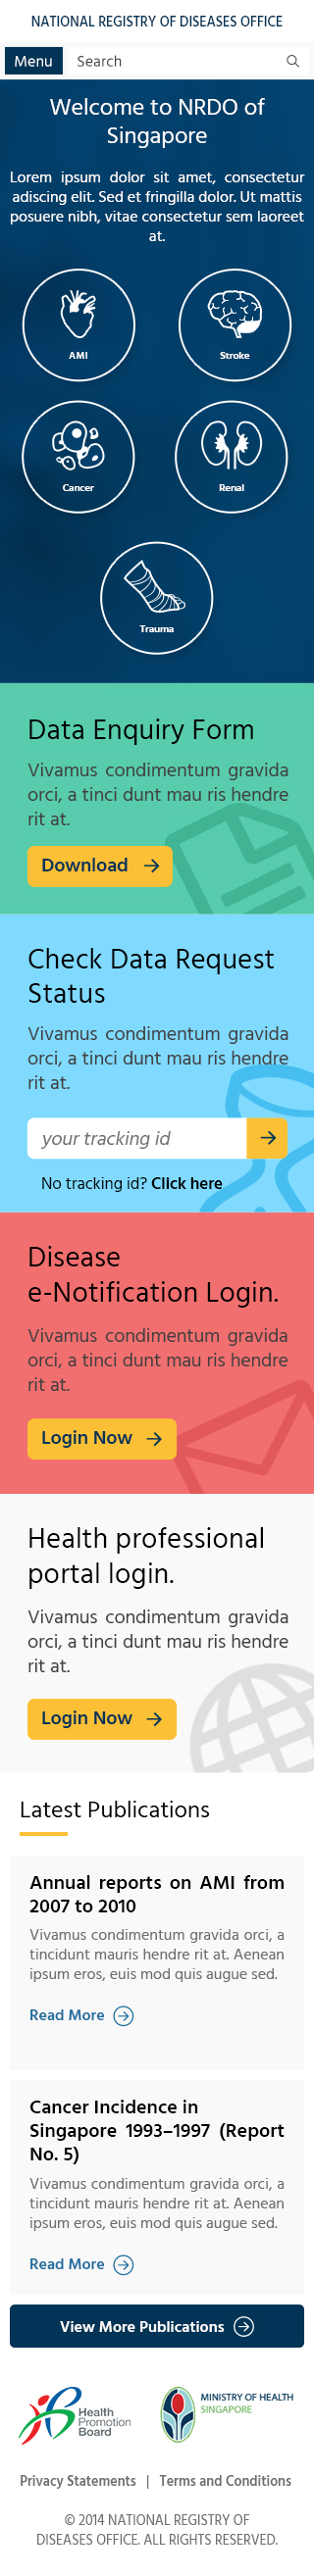 NATIONAL REGISTRY OF DISEASES OFFICE
Menu
Search
Welcome to NRDO of
Singapore
Lorem ipsum dolor sit amet, consectetur
adiscing elit. Sed et fringilla dolor. Ut mattis
posuere nibh, vitae consectetur sem laoreet
at.
AMI
Stroke
Cancer
Renal
Trauma
Data Enquiry Form
Vivamus condimentum gravida
orci, a tinci dunt mau ris hendre
rit at.
Download
Check Data Request
Status
Vivamus condimentum gravida
orci, a tinci dunt mau ris hendre
rit at.
your tracking id
No tracking id? Click here
Disease
e-Notification Login.
Vivamus condimentum gravida
orci, a tinci dunt mau ris hendre
rit at.
Login Now
Health professional
portal login.
Vivamus condimentum gravida
orci, a tinci dunt mau ris hendre
rit at.
Login Now
Latest Publications
Annual reports on AMI from
2007 to 2010
Vivamus condimentum gravida orci, a
tincidunt mauris hendre rit at. Aenean
ipsum eros, euis mod quis augue sed.
Read More
Cancer Incidence in
Singapore 1993–1997 (Report
No. 5)
Vivamus condimentum gravida orci, a
tincidunt mauris hendre rit at. Aenean
ipsum eros, euis mod quis augue sed.
Read More
View More Publications
Health
Promotion
Board
MINISTRY OF HEALTH
SINGAPORE
Privacy Statements | Terms and Conditions
© 2014 NATIONAL REGISTRY OF
DISEASES OFFICE. ALL RIGHTS RESERVED.